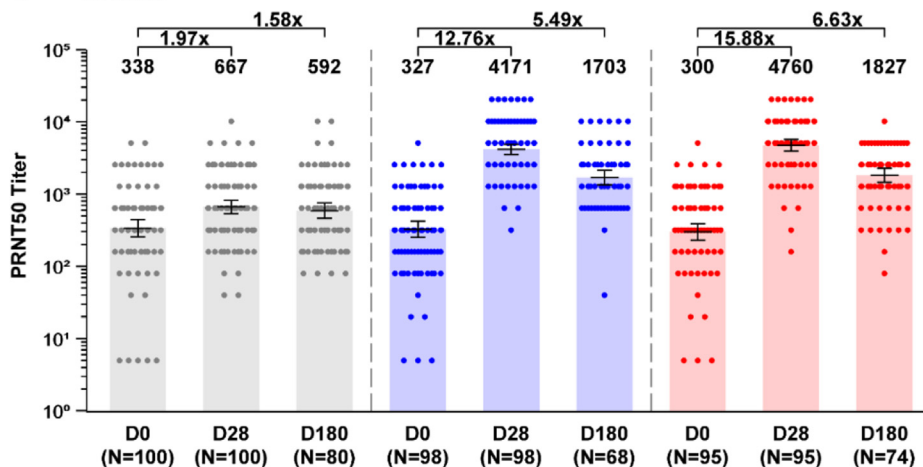 1.58x 5.49x 6.63x
1.97x 12.76x 15.88x
10⁵
338 667 592 327 4171 1703 300 4760 1827
10⁴
10³
10²
10¹
10⁰
PRNT50 Titer
D0 D28 D180 D0 D28 D180 D0 D28 D180
(N=100) (N=100) (N=80) (N=98) (N=98) (N=68) (N=95) (N=95) (N=74)